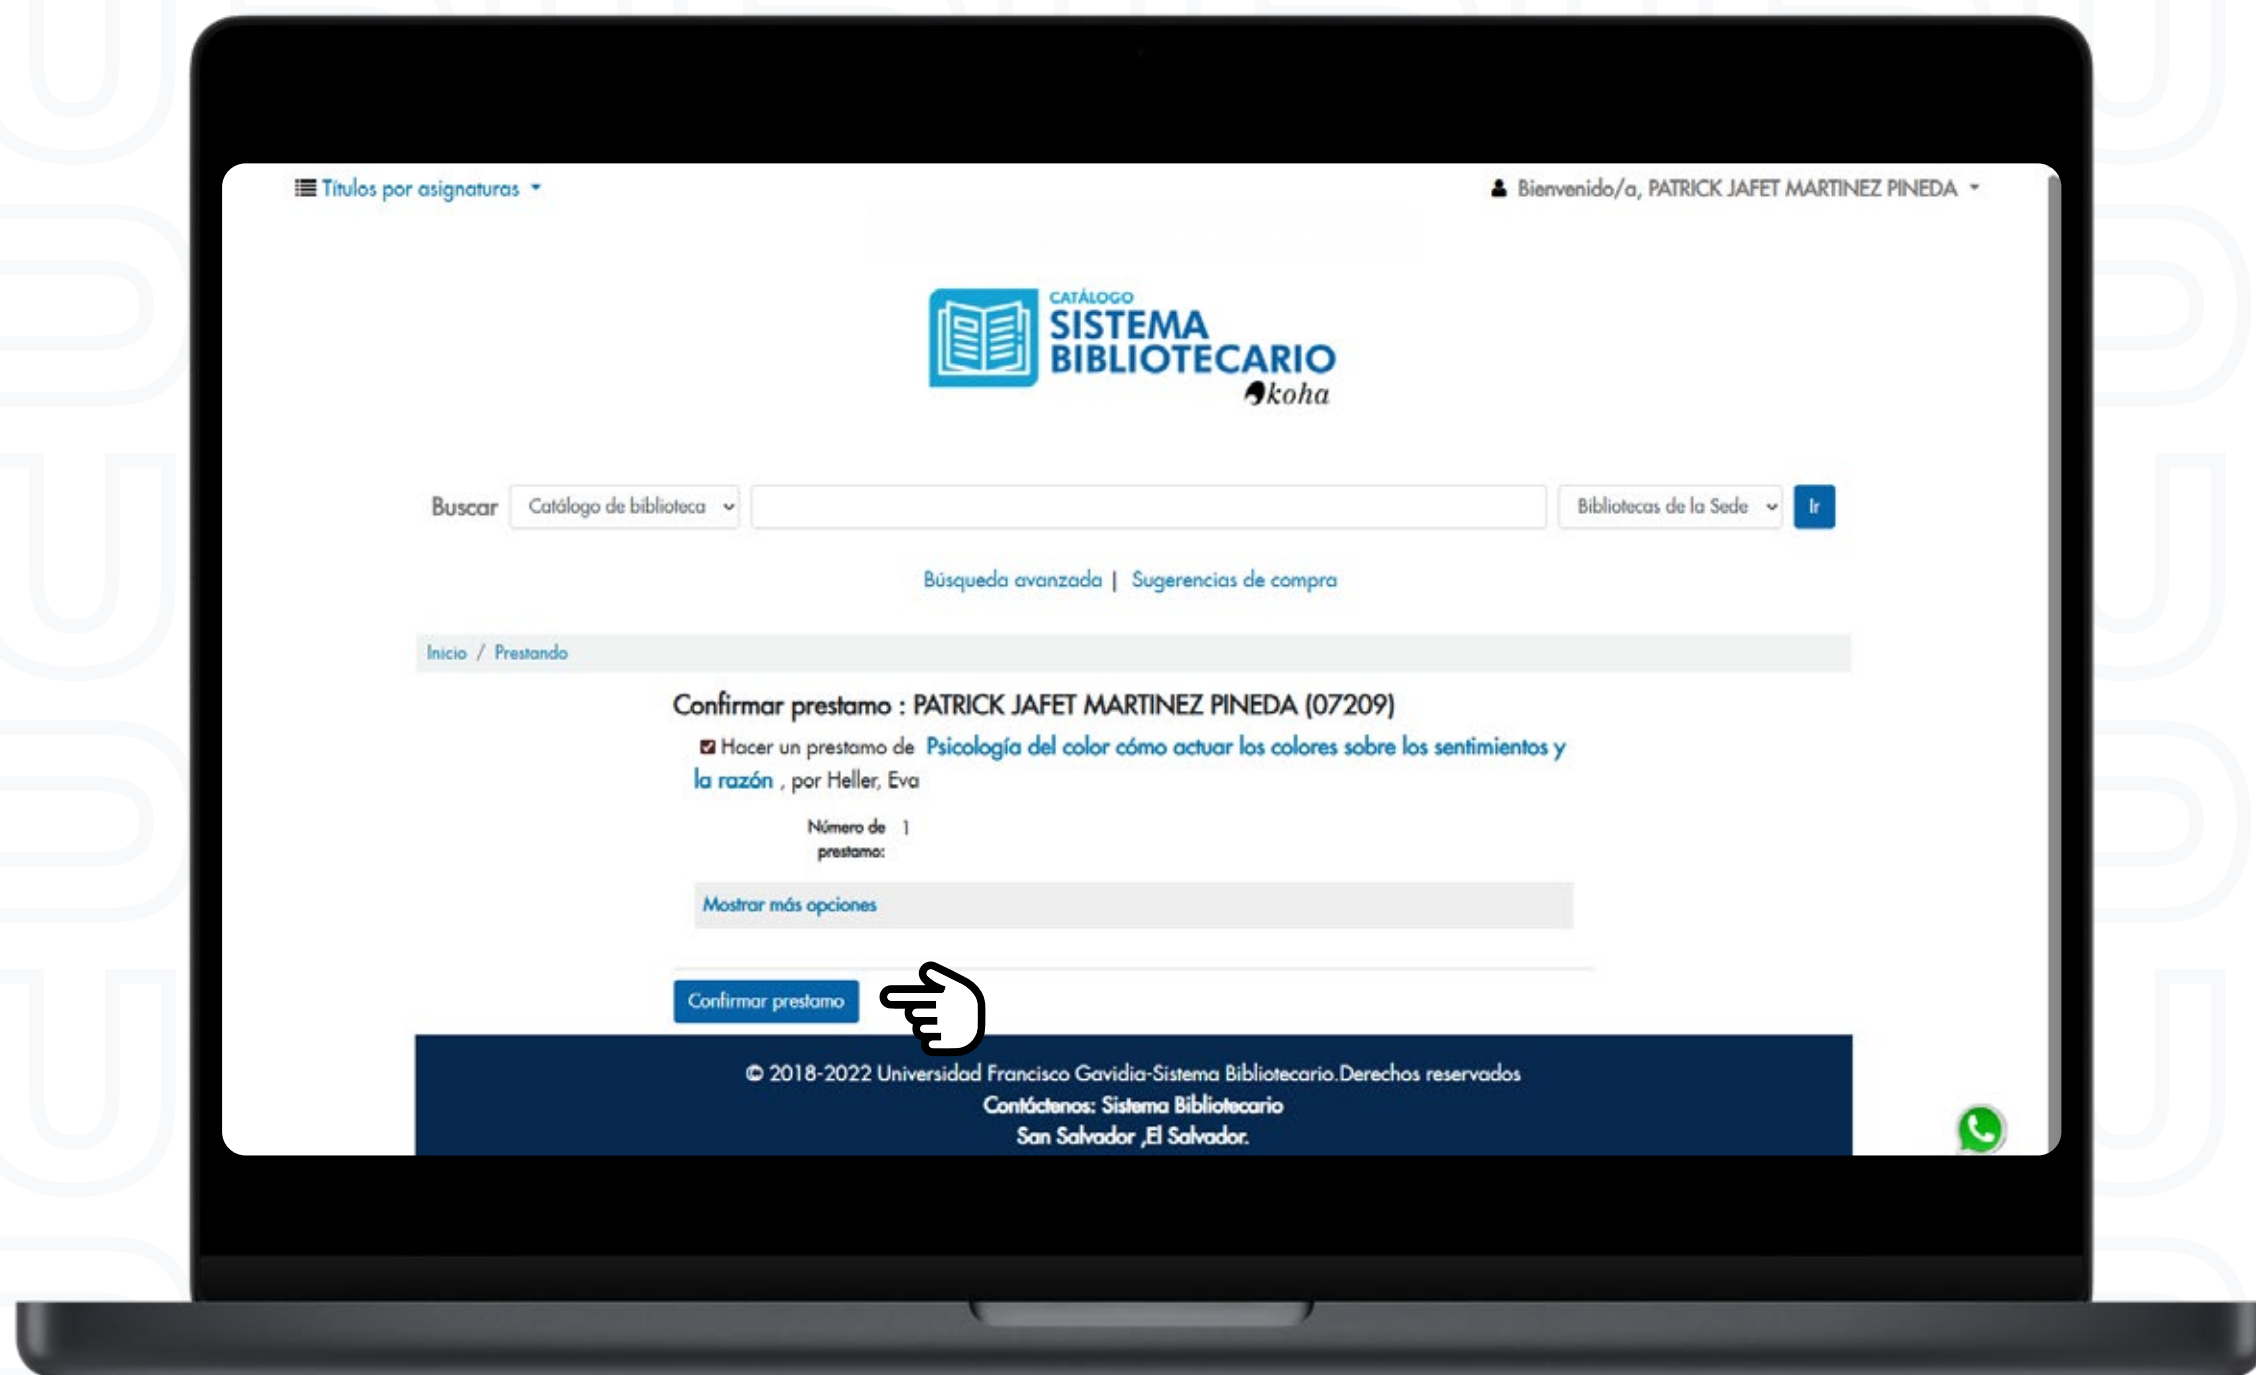 Títulos por asignaturas
Bienvenido/a, PATRICK JAFET MARTINEZ PINEDA
CATÁLOGO
SISTEMA
BIBLIOTECARIO
koha
Buscar Catálogo de biblioteca Bibliotecas de la Sede Ir
Búsqueda avanzada | Sugerencias de compra
Inicio / Prestando
Confirmar prestamo : PATRICK JAFET MARTINEZ PINEDA (07209)
Hacer un prestamo de Psicología del color cómo actuar los colores sobre los sentimientos y
la razón , por Heller, Eva
Número de 1
prestamo:
Mostrar más opciones
Confirmar prestamo
© 2018-2022 Universidad Francisco Gavidia-Sistema Bibliotecario.Derechos reservados
Contáctenos: Sistema Bibliotecario
San Salvador ,El Salvador.